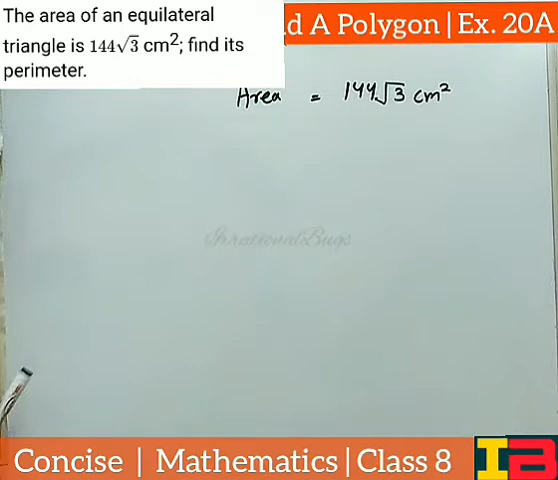 The area of an equilateral
triangle is 144√3 cm²; find its
perimeter.
d A Polygon | Ex. 20A
Area = 144√3 cm²
IrrationalBugs
Concise | Mathematics | Class 8
IB